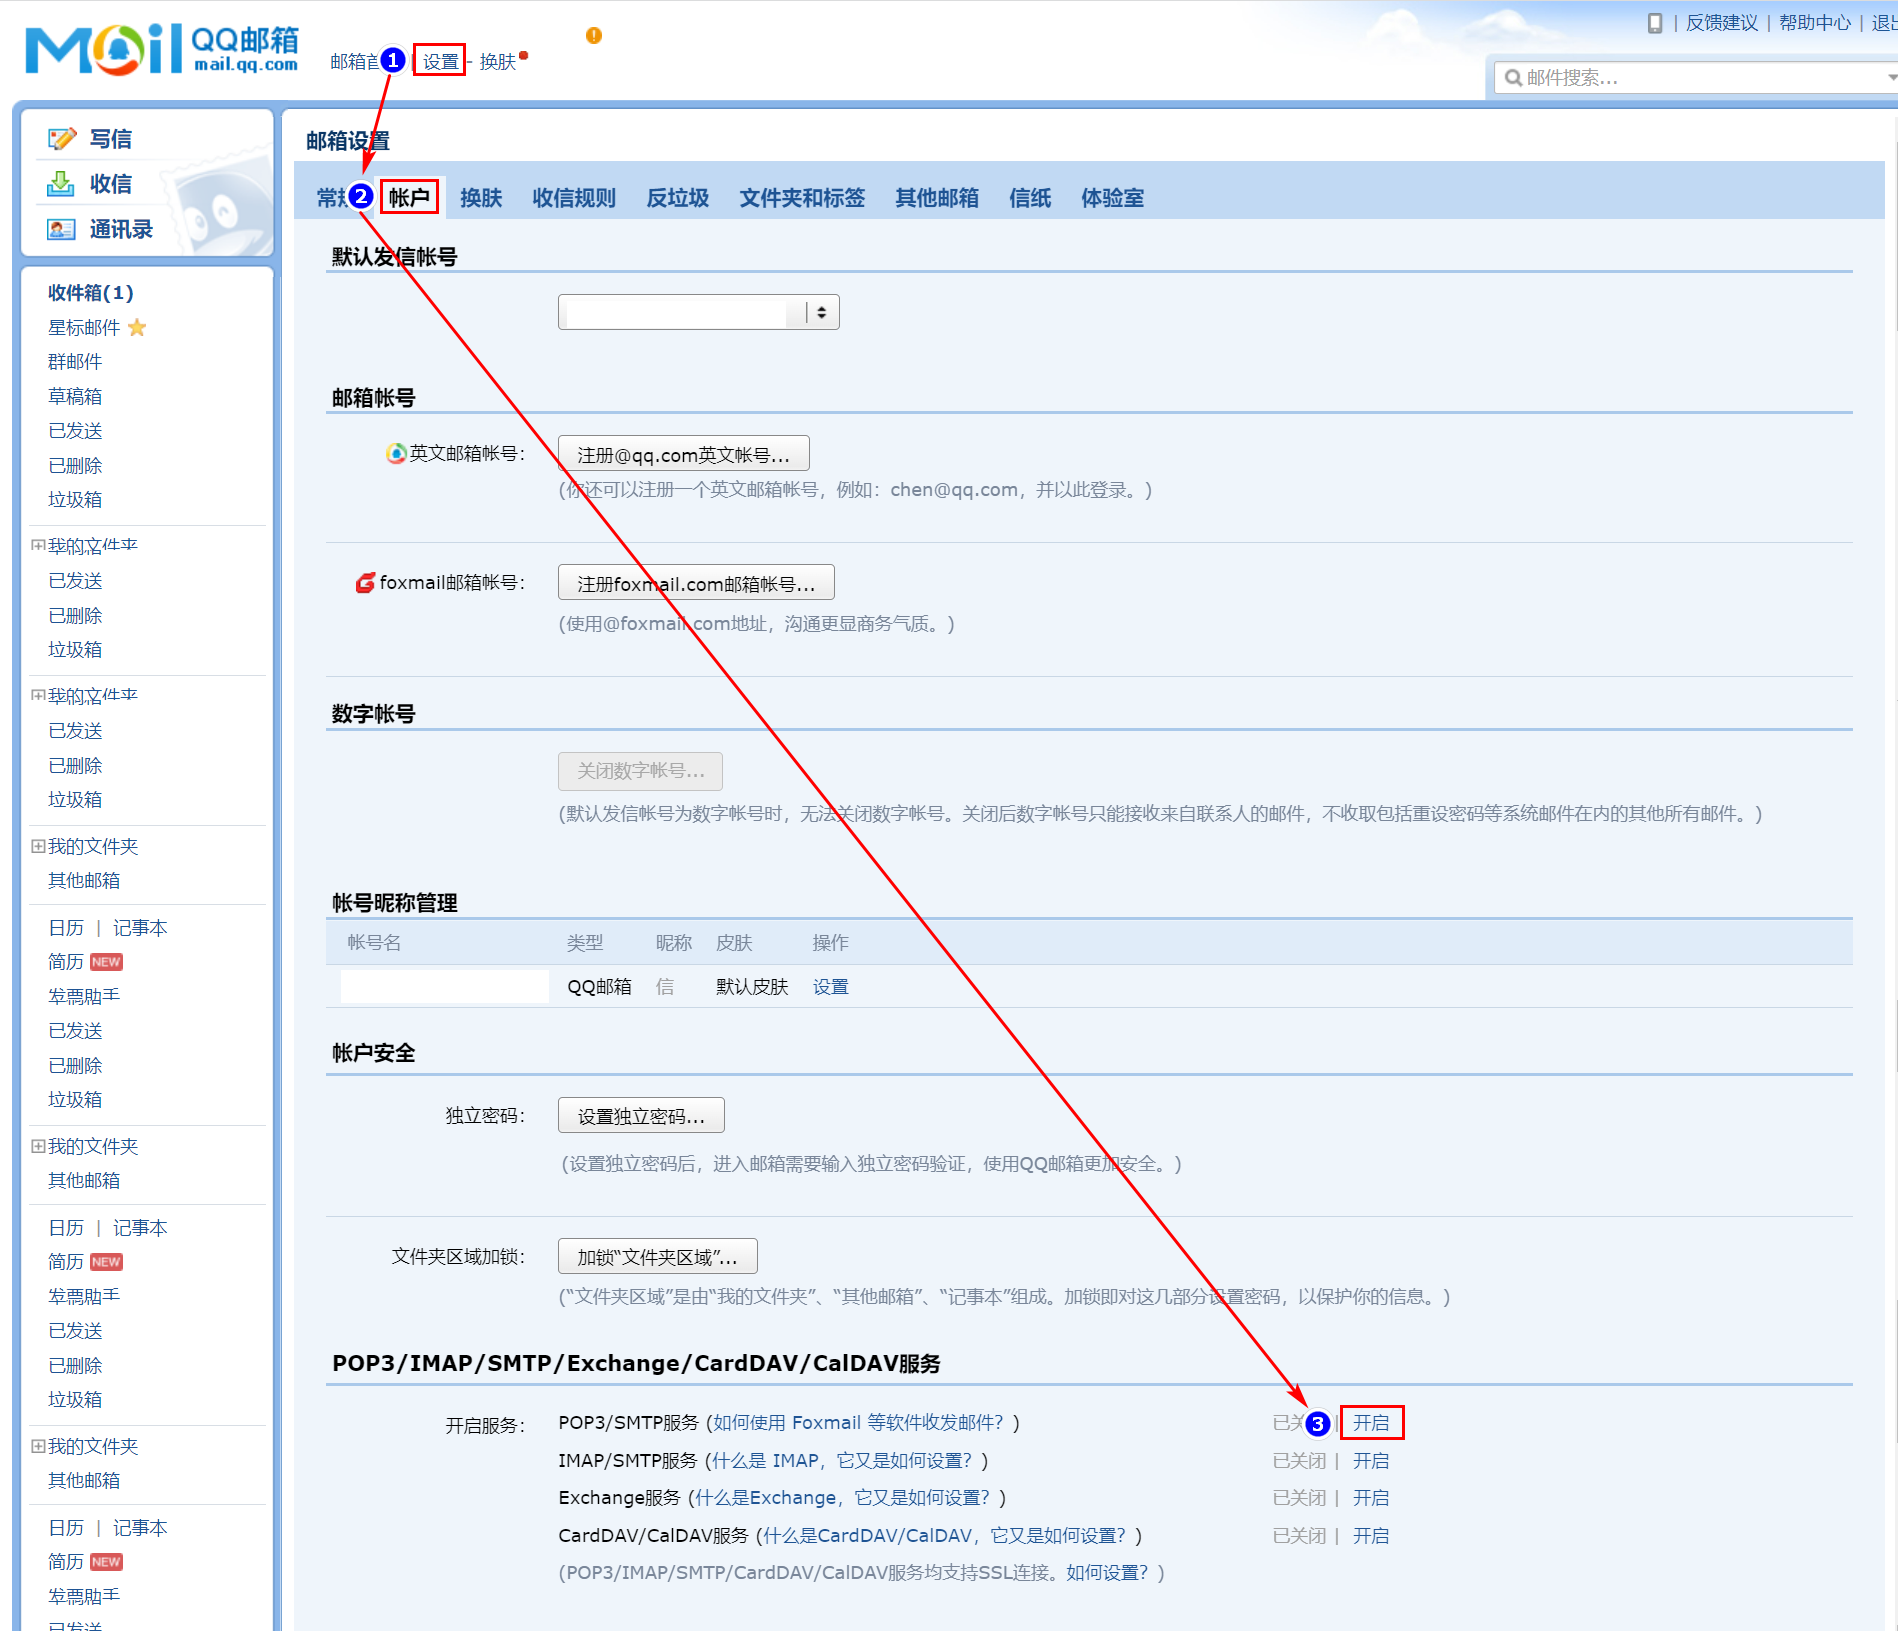 Mail QQ邮箱
mail.qq.com
邮箱首 1 | 设置 - 换肤
| 反馈建议 | 帮助中心 |
邮件搜索...
写信
收信
通讯录
收件箱(1)
星标邮件
群邮件
草稿箱
已发送
已删除
垃圾箱
我的文件夹
已发送
已删除
垃圾箱
我的文件夹
已发送
已删除
垃圾箱
我的文件夹
其他邮箱
日历 | 记事本
简历 NEW
发票助手
已发送
已删除
垃圾箱
我的文件夹
其他邮箱
日历 | 记事本
简历 NEW
发票助手
已发送
已删除
垃圾箱
我的文件夹
其他邮箱
日历 | 记事本
简历 NEW
发票助手
已发送
邮箱设置
常规 2 帐户 换肤 收信规则 反垃圾 文件夹和标签 其他邮箱 信纸 体验室
默认发信帐号
邮箱帐号
英文邮箱帐号： 注册@qq.com英文帐号...
(你还可以注册一个英文邮箱帐号，例如：chen@qq.com，并以此登录。)
foxmail邮箱帐号： 注册foxmail.com邮箱帐号...
(使用@foxmail.com地址，沟通更显商务气质。)
数字帐号
关闭数字帐号...
(默认发信帐号为数字帐号时，无法关闭数字帐号。关闭后数字帐号只能接收来自联系人的邮件，不收取包括重设密码等系统邮件在内的其他所有邮件。)
帐号昵称管理
帐号名 类型 昵称 皮肤 操作
QQ邮箱 信 默认皮肤 设置
帐户安全
独立密码： 设置独立密码...
(设置独立密码后，进入邮箱需要输入独立密码验证，使用QQ邮箱更加安全。)
文件夹区域加锁： 加锁“文件夹区域”...
(“文件夹区域”是由“我的文件夹”、“其他邮箱”、“记事本”组成。加锁即对这几部分设置密码，以保护你的信息。)
POP3/IMAP/SMTP/Exchange/CardDAV/CalDAV服务
开启服务： POP3/SMTP服务 (如何使用 Foxmail 等软件收发邮件？) 已关 3 | 开启
IMAP/SMTP服务 (什么是 IMAP，它又是如何设置？) 已关闭 | 开启
Exchange服务 (什么是Exchange，它又是如何设置？) 已关闭 | 开启
CardDAV/CalDAV服务 (什么是CardDAV/CalDAV，它又是如何设置？) 已关闭 | 开启
(POP3/IMAP/SMTP/CardDAV/CalDAV服务均支持SSL连接。如何设置？)